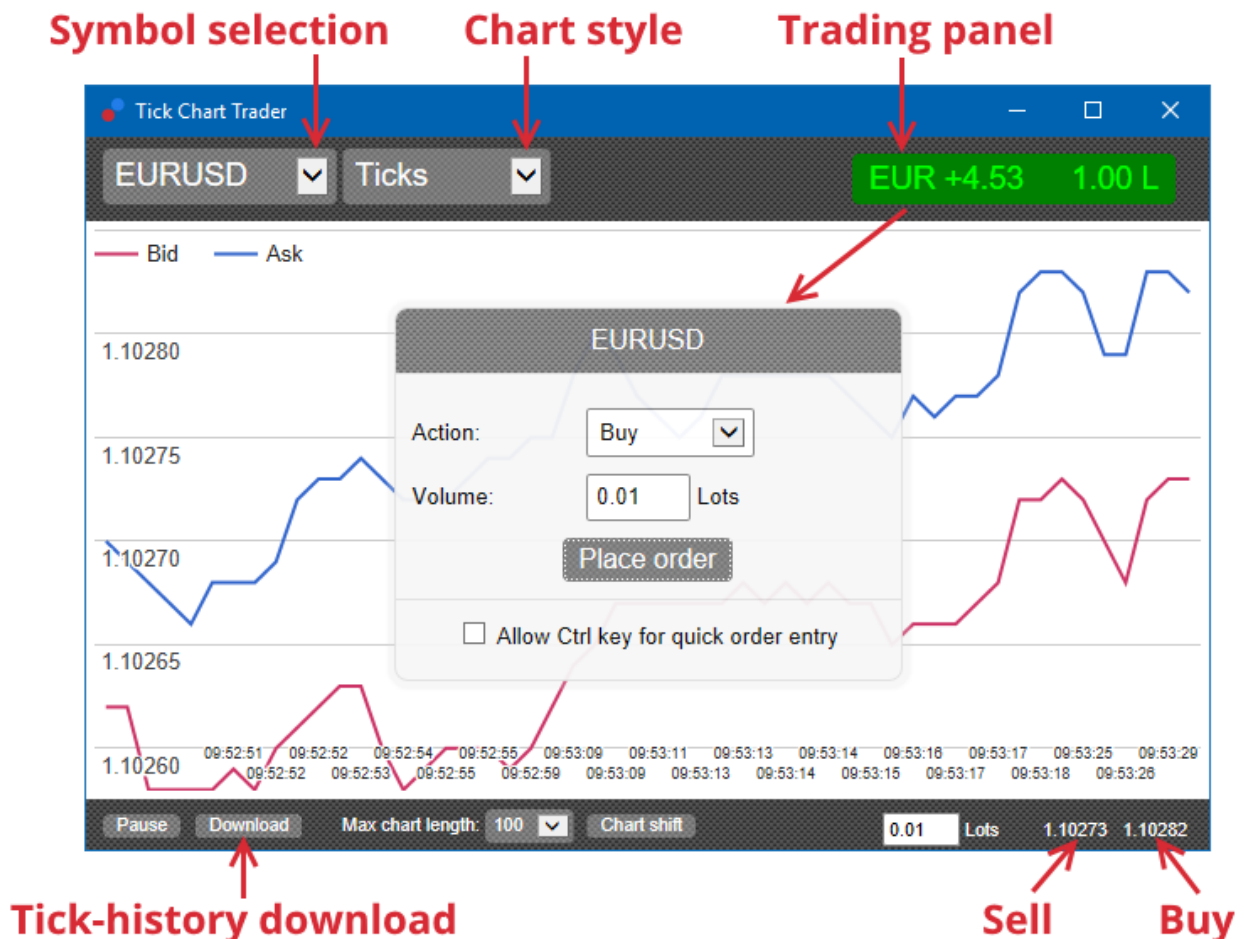 Symbol selection Chart style Trading panel
Tick Chart Trader
EURUSD Ticks EUR +4.53 1.00 L
Bid Ask
EURUSD
1.10280
Action: Buy
1.10275
Volume: 0.01 Lots
1.10270
Place order
Allow Ctrl key for quick order entry
1.10265
09:52:51 09:52:52 09:52:54 09:52:55 09:53:09 09:53:11 09:53:13 09:53:14 09:53:16 09:53:17 09:53:25 09:53:29
1.10260
09:52:52 09:52:53 09:52:55 09:52:59 09:53:09 09:53:13 09:53:14 09:53:15 09:53:17 09:53:18 09:53:26
Pause Download Max chart length: 100 Chart shift 0.01 Lots 1.10273 1.10282
Tick-history download Sell Buy